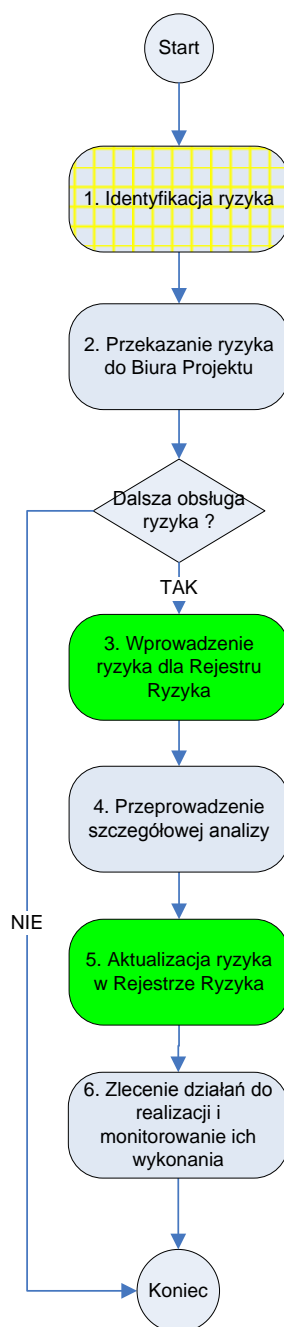 Start
1. Identyfikacja ryzyka
2. Przekazanie ryzyka
do Biura Projektu
Dalsza obsługa
ryzyka ?
TAK
3. Wprowadzenie
ryzyka dla Rejestru
Ryzyka
4. Przeprowadzenie
szczegółowej analizy
NIE
5. Aktualizacja ryzyka
w Rejestrze Ryzyka
6. Zlecenie działań do
realizacji i
monitorowanie ich
wykonania
Koniec